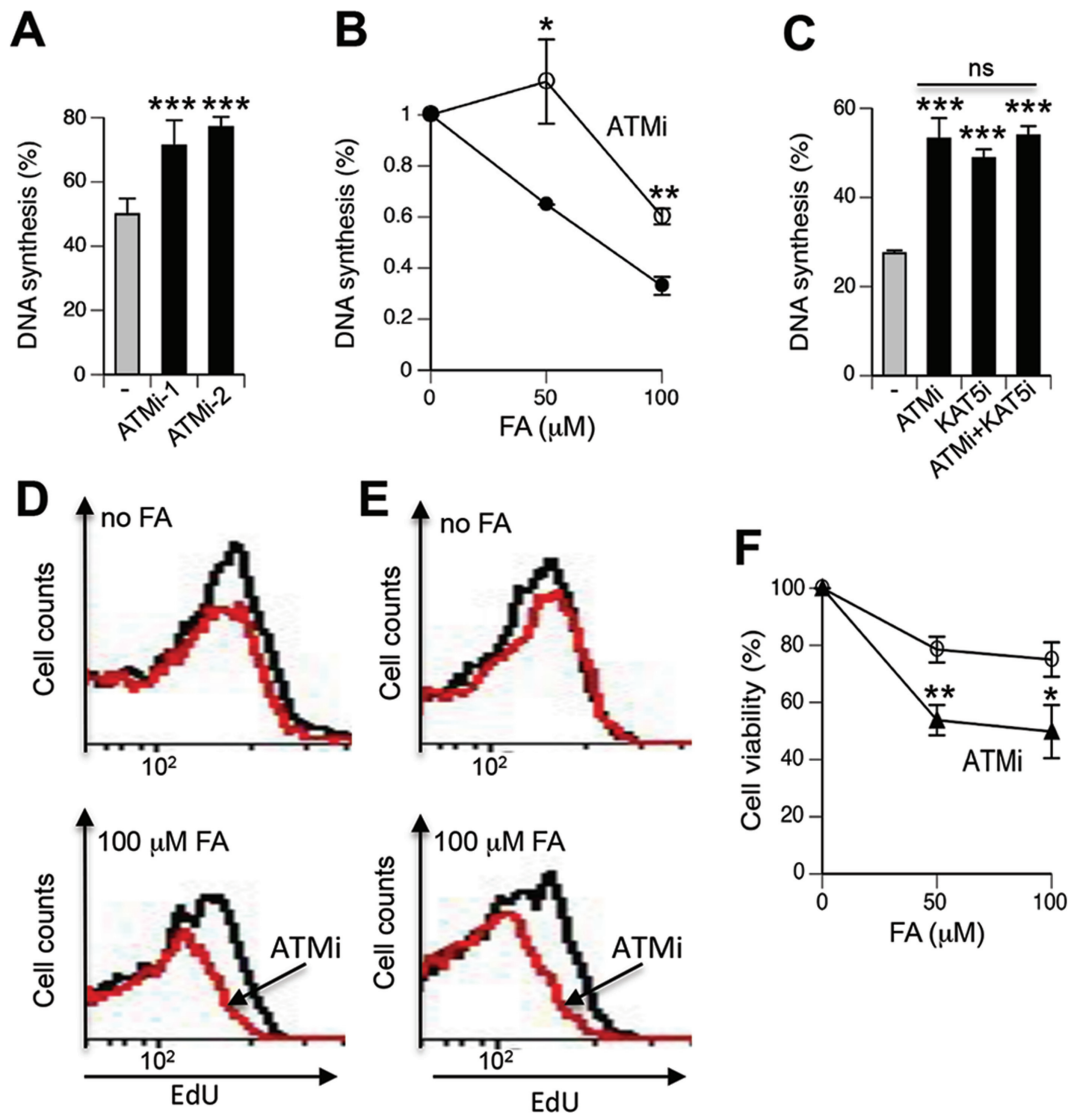 A
DNA synthesis (%)
80
60
40
20
0
*** ***
-
ATMi-1
ATMi-2
B
DNA synthesis (%)
1
0.8
0.6
0.4
0.2
0
*
ATMi
**
0
50
100
FA (μM)
C
DNA synthesis (%)
60
40
20
0
ns
***
***
***
-
ATMi
KAT5i
ATMi+KAT5i
D
no FA
Cell counts
10²
100 μM FA
Cell counts
ATMi
10²
EdU
E
no FA
Cell counts
10²
100 μM FA
Cell counts
ATMi
10²
EdU
F
Cell viability (%)
100
80
60
40
20
0
**
*
ATMi
0
50
100
FA (μM)